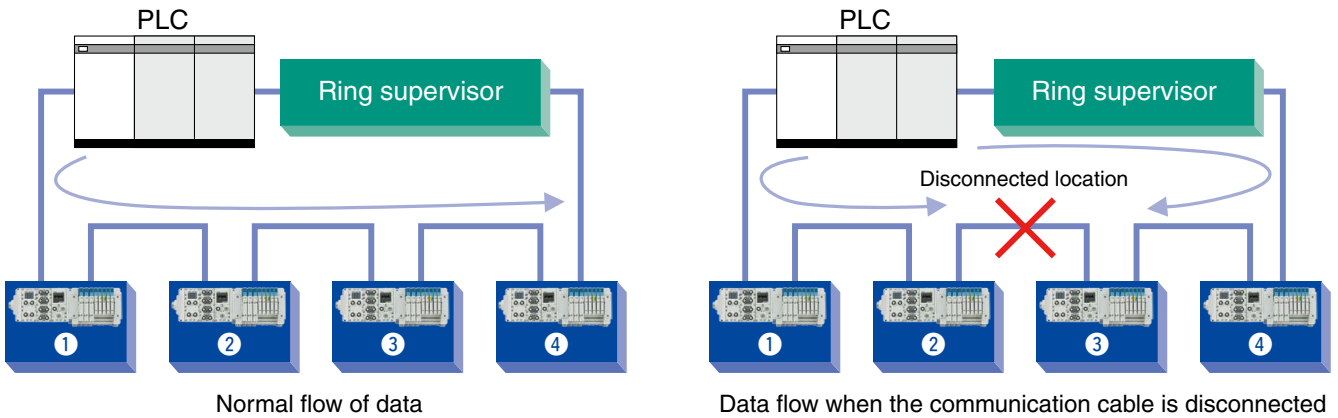 PLC
Ring supervisor
1
2
3
4
Normal flow of data
PLC
Ring supervisor
Disconnected location
1
2
3
4
Data flow when the communication cable is disconnected